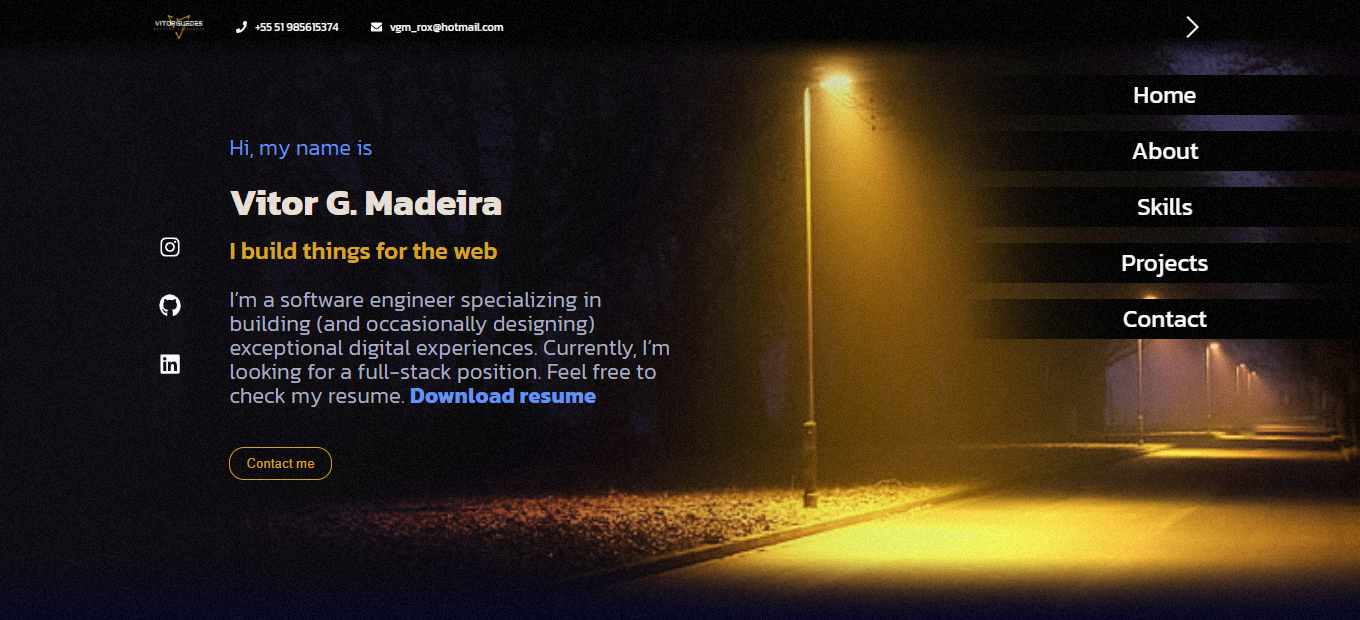 VITORGUEDES
+55 51 985615374
vgm_rox@hotmail.com
Home
About
Skills
Projects
Contact
Hi, my name is
Vitor G. Madeira
I build things for the web
I'm a software engineer specializing in
building (and occasionally designing)
exceptional digital experiences. Currently, I'm
looking for a full-stack position. Feel free to
check my resume. Download resume
Contact me